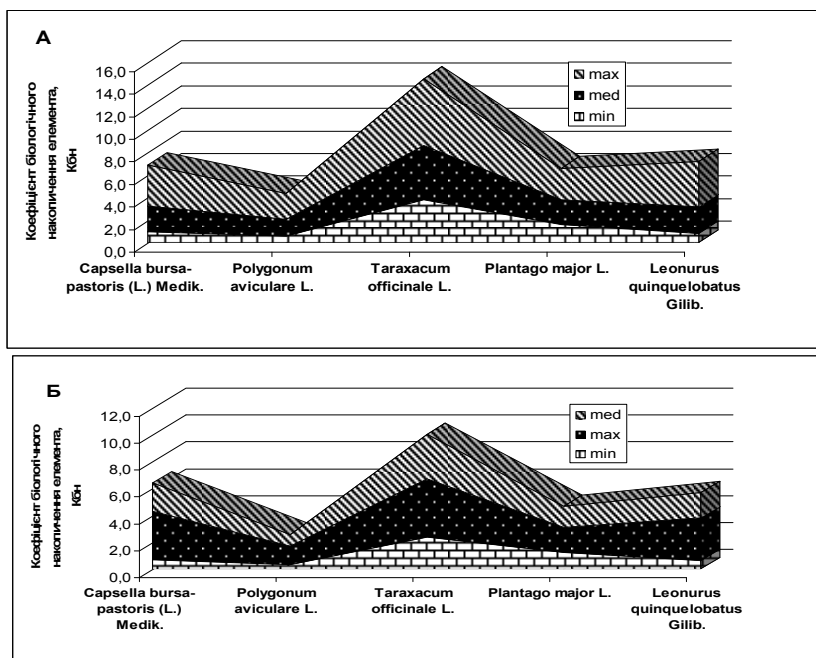 А
Коефіцієнт біологічного
накопичення елемента,
Кбн
16,0
14,0
12,0
10,0
8,0
6,0
4,0
2,0
0,0
max
med
min
Capsella bursa-
pastoris (L.) Medik.
Polygonum
aviculare L.
Taraxacum
officinale L.
Plantago major L.
Leonurus
quinquelobatus
Gilib.
Б
Коефіцієнт біологічного
накопичення елемента,
Кбн
12,0
10,0
8,0
6,0
4,0
2,0
0,0
med
max
min
Capsella bursa-
pastoris (L.)
Medik.
Polygonum
aviculare L.
Taraxacum
officinale L.
Plantago major L.
Leonurus
quinquelobatus
Gilib.